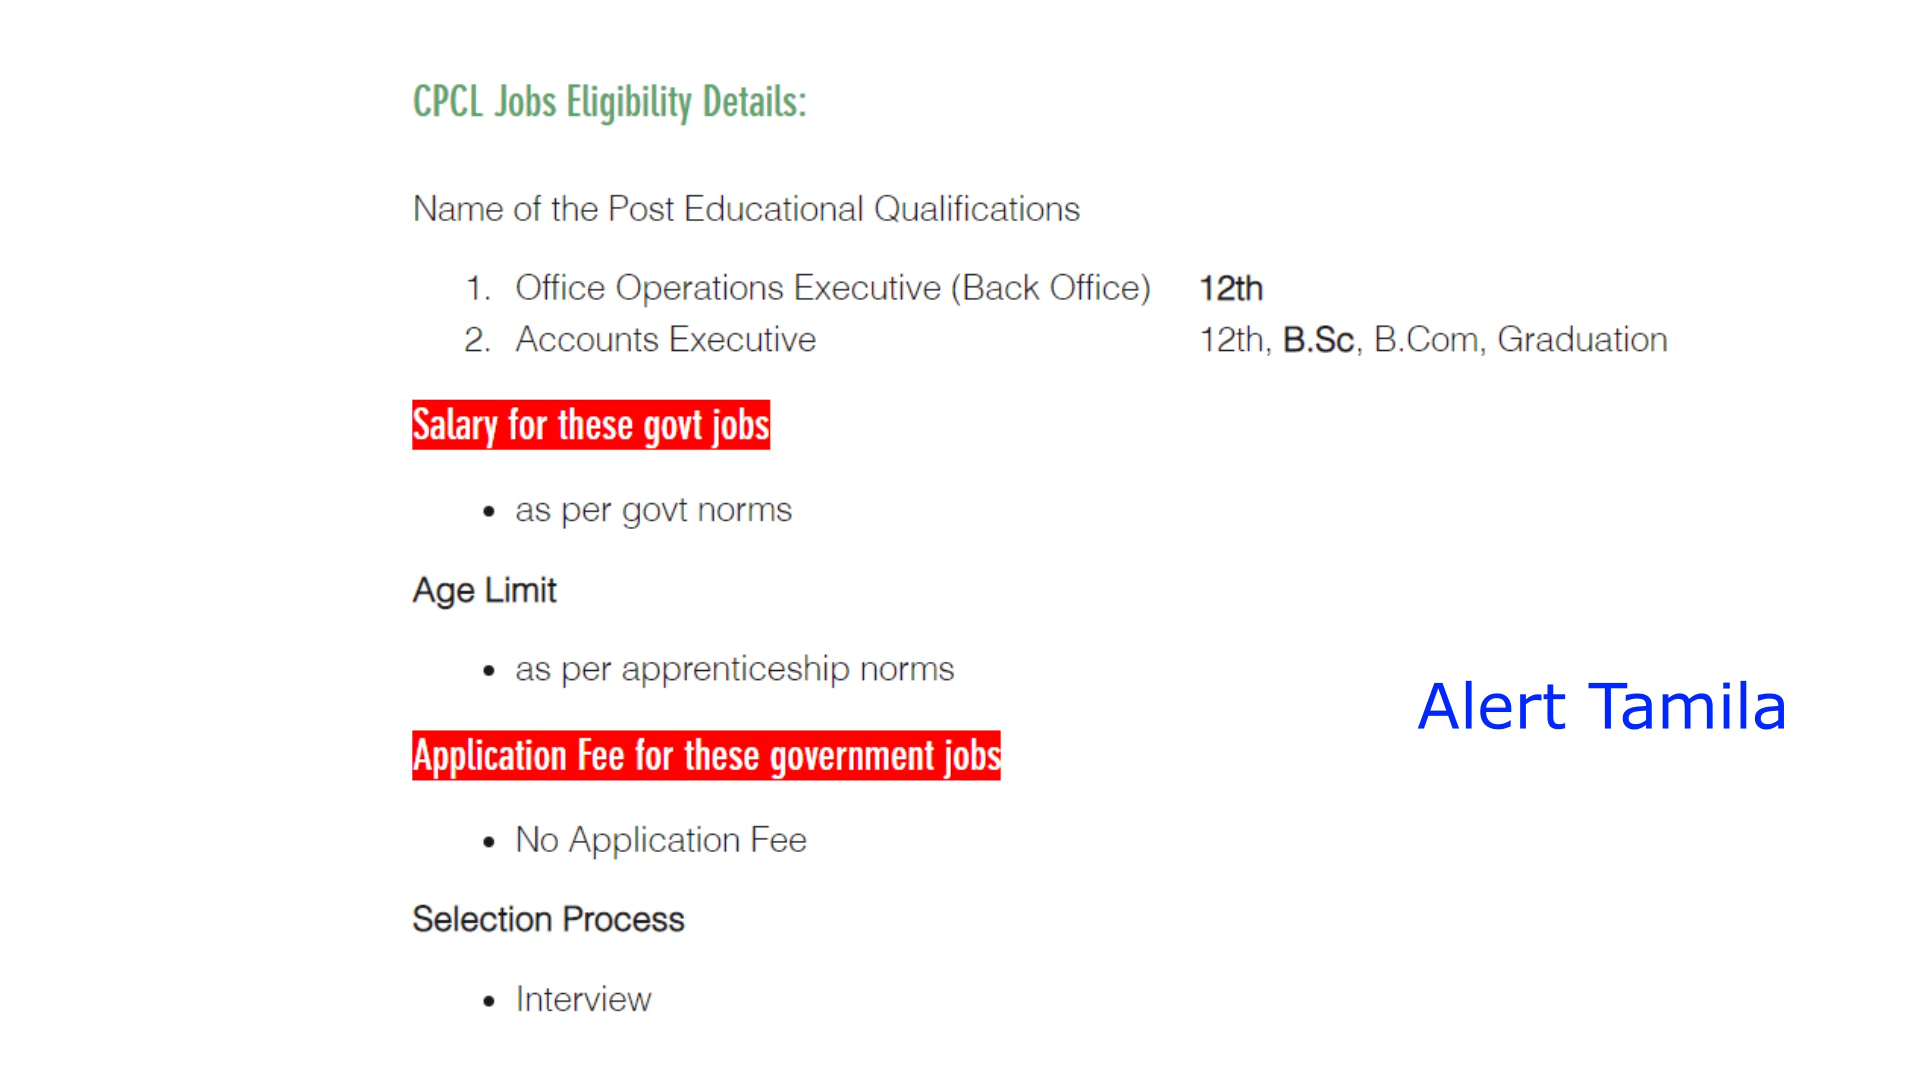 CPCL Jobs Eligibility Details:
Name of the Post Educational Qualifications
1. Office Operations Executive (Back Office) 12th
2. Accounts Executive 12th, B.Sc, B.Com, Graduation
Salary for these govt jobs
• as per govt norms
Age Limit
• as per apprenticeship norms
Alert Tamila
Application Fee for these government jobs
• No Application Fee
Selection Process
• Interview